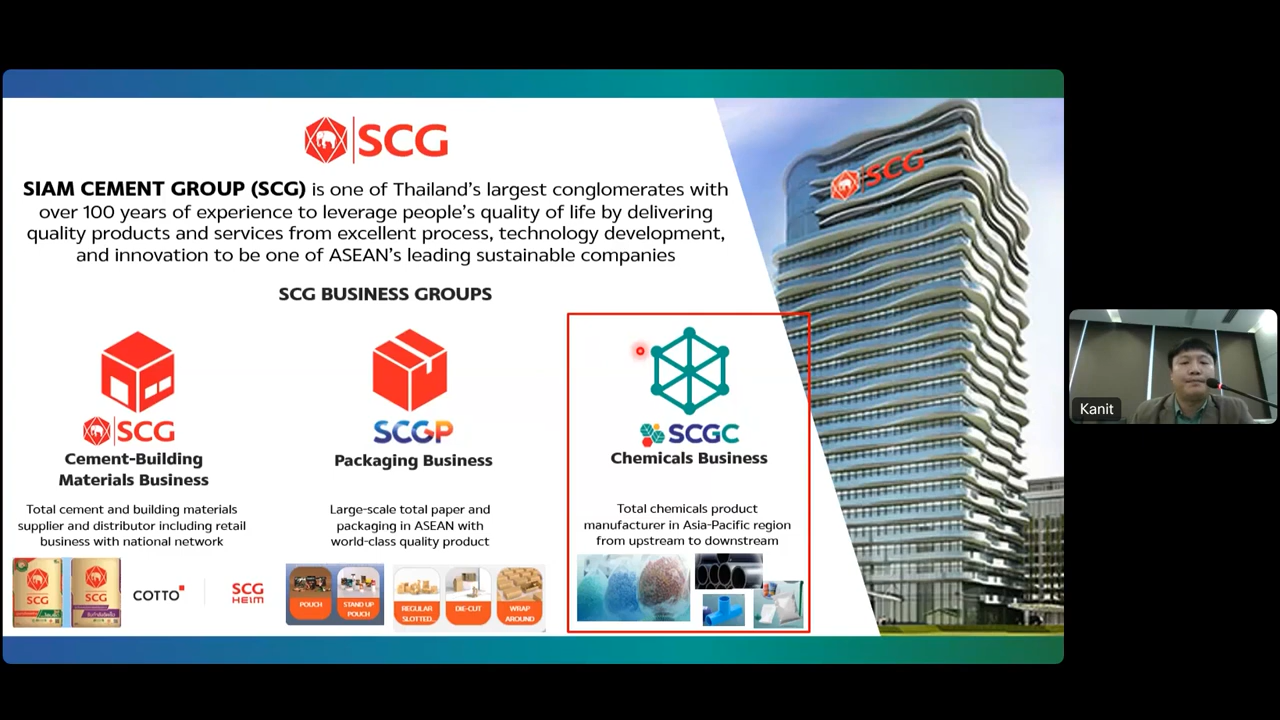 SCG
SIAM CEMENT GROUP (SCG) is one of Thailand's largest conglomerates with
over 100 years of experience to leverage people's quality of life by delivering
quality products and services from excellent process, technology development,
and innovation to be one of ASEAN's leading sustainable companies
SCG BUSINESS GROUPS
SCG
Cement-Building
Materials Business
Total cement and building materials
supplier and distributor including retail
business with national network
SCG
SCG
COTTO
SCG
HEIM
SCGP
Packaging Business
Large-scale total paper and
packaging in ASEAN with
world-class quality product
POUCH
STAND UP
POUCH
REGULAR
SLOTTED..
DIE-CUT
WRAP
AROUND
SCGC
Chemicals Business
Total chemicals product
manufacturer in Asia-Pacific region
from upstream to downstream
SCG
Kanit